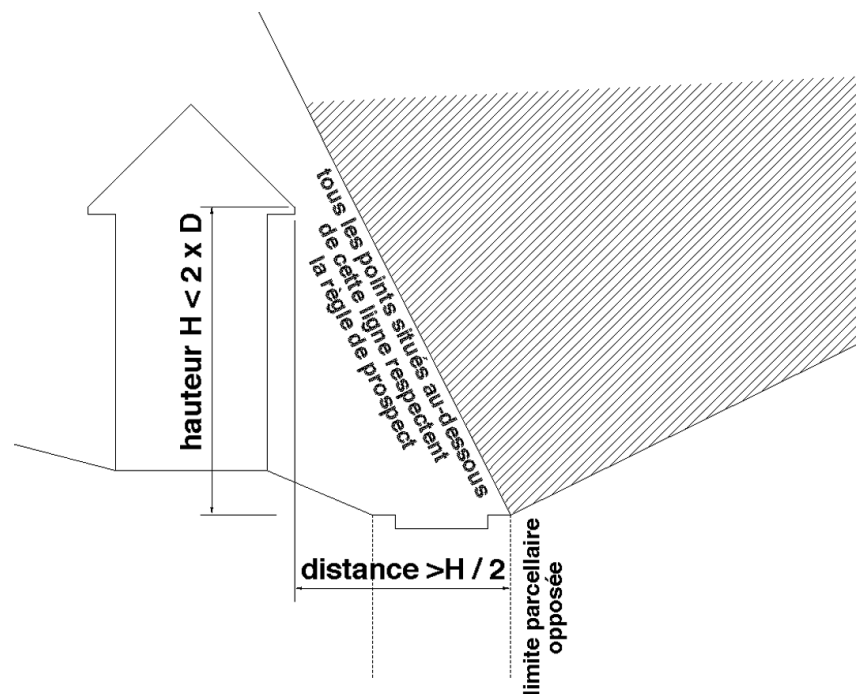 hauteur H < 2 x D
tous les points situés au-dessous
de cette ligne respectent
la règle de prospect
distance >H / 2
limite parcellaire
opposée